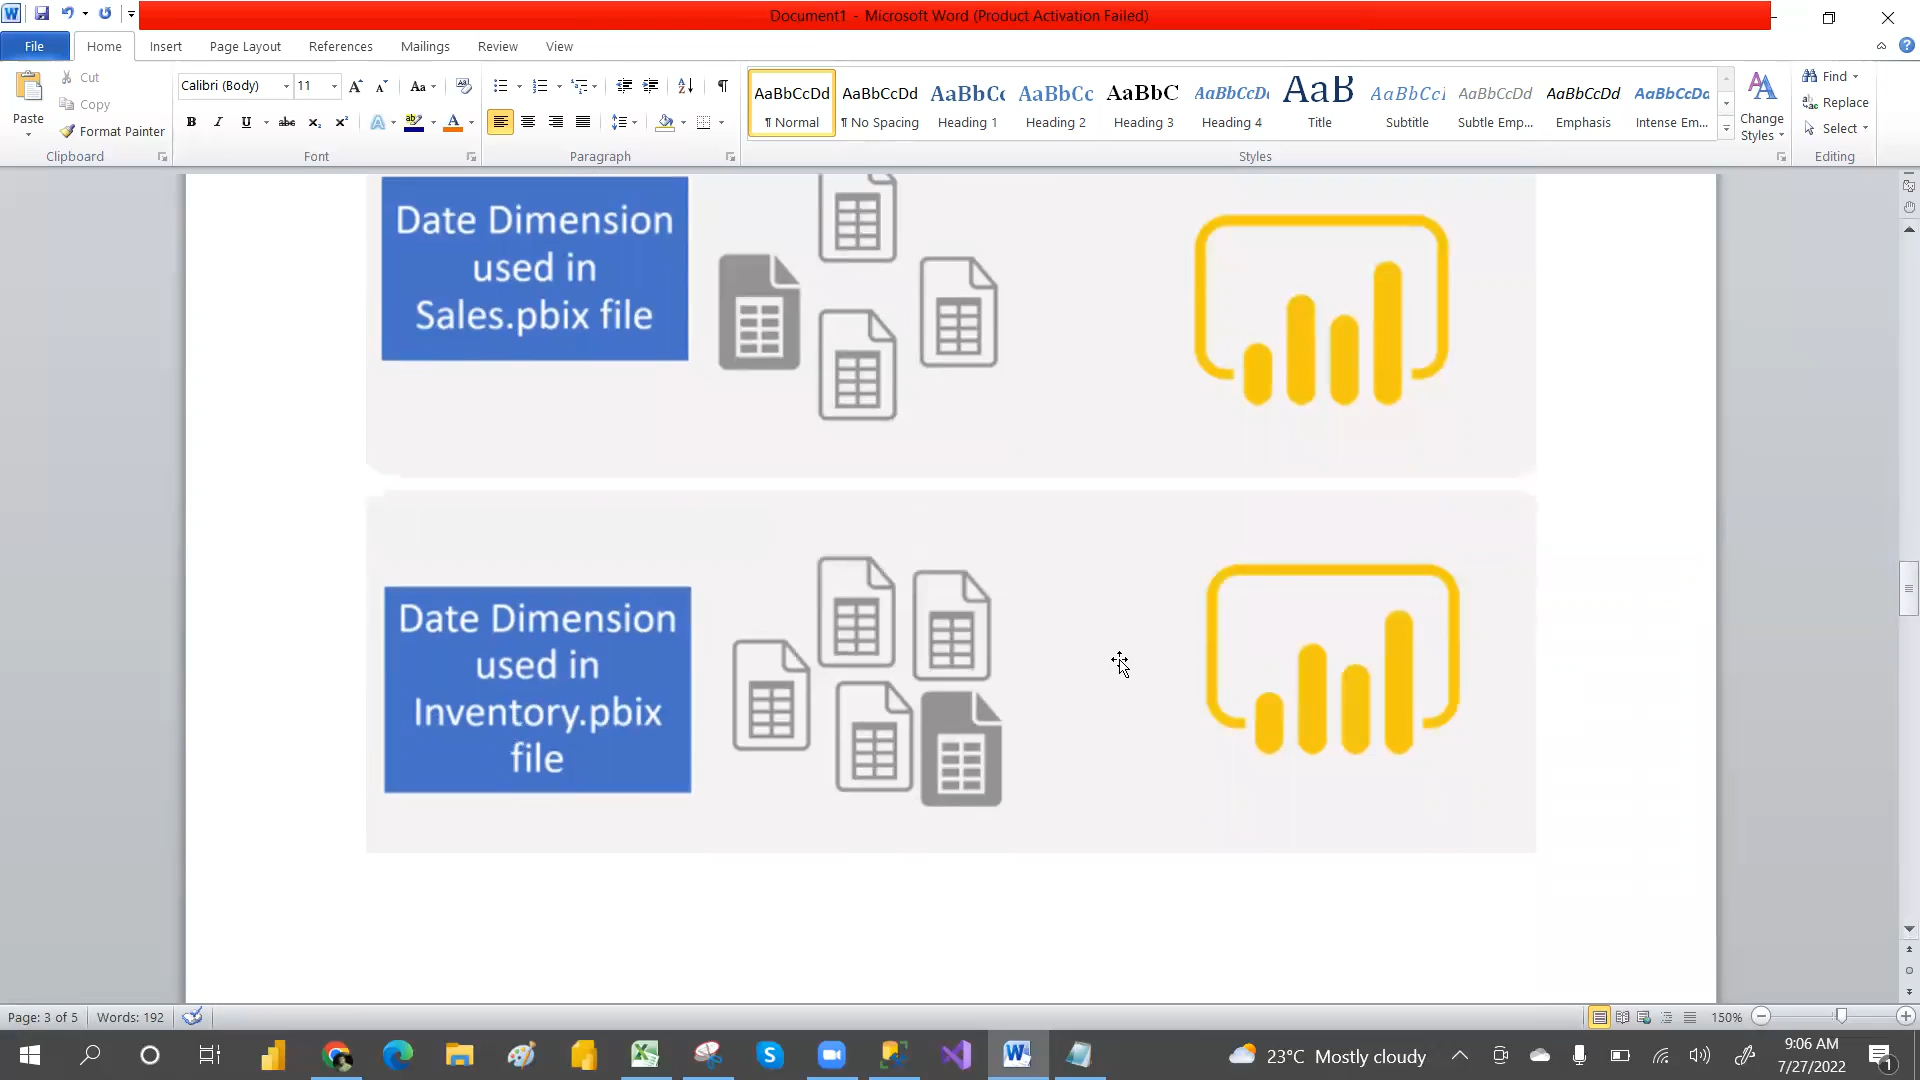 Document1 - Microsoft Word (Product Activation Failed)
File Home Insert Page Layout References Mailings Review View
Paste
Cut
Copy
Format Painter
Clipboard
Calibri (Body) 11
Font
Paragraph
AaBbCcDd AaBbCcDd AaBbCc AaBbCc AaBbC AaBbCcDd AaB AaBbCcl AaBbCcDd AaBbCcDd AaBbCcDd
¶ Normal ¶ No Spacing Heading 1 Heading 2 Heading 3 Heading 4 Title Subtitle Subtle Emp... Emphasis Intense Em...
Styles
Change
Styles
Find
Replace
Select
Editing
Date Dimension
used in
Sales.pbix file
Date Dimension
used in
Inventory.pbix
file
Page: 3 of 5 Words: 192
150%
23°C Mostly cloudy
9:06 AM
7/27/2022
1